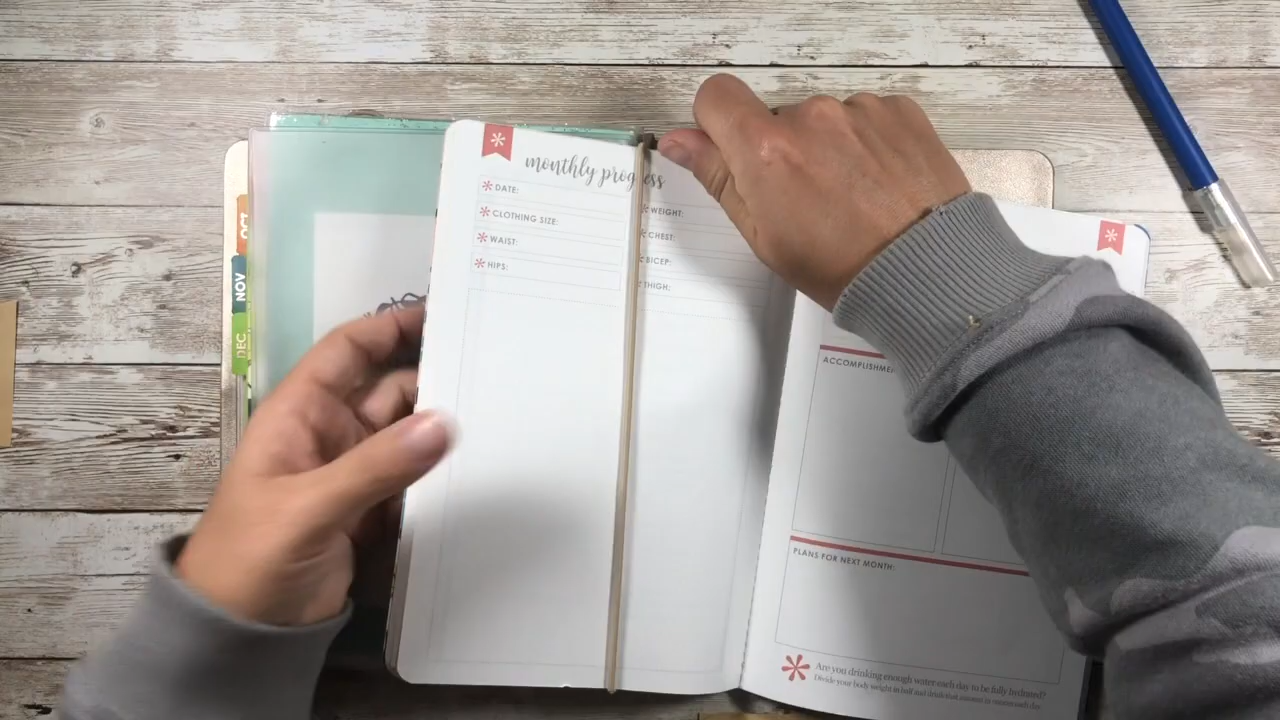 monthly progress
DATE:
CLOTHING SIZE:
WAIST:
HIPS:
WEIGHT:
CHEST:
BICEP:
THIGH:
ACCOMPLISHME
PLANS FOR NEXT MONTH:
Are you drinking enough water each day to be fully hydrated?
Divide your body weight in half and drink that amount in ounces each day.
OCT
NOV
DEC